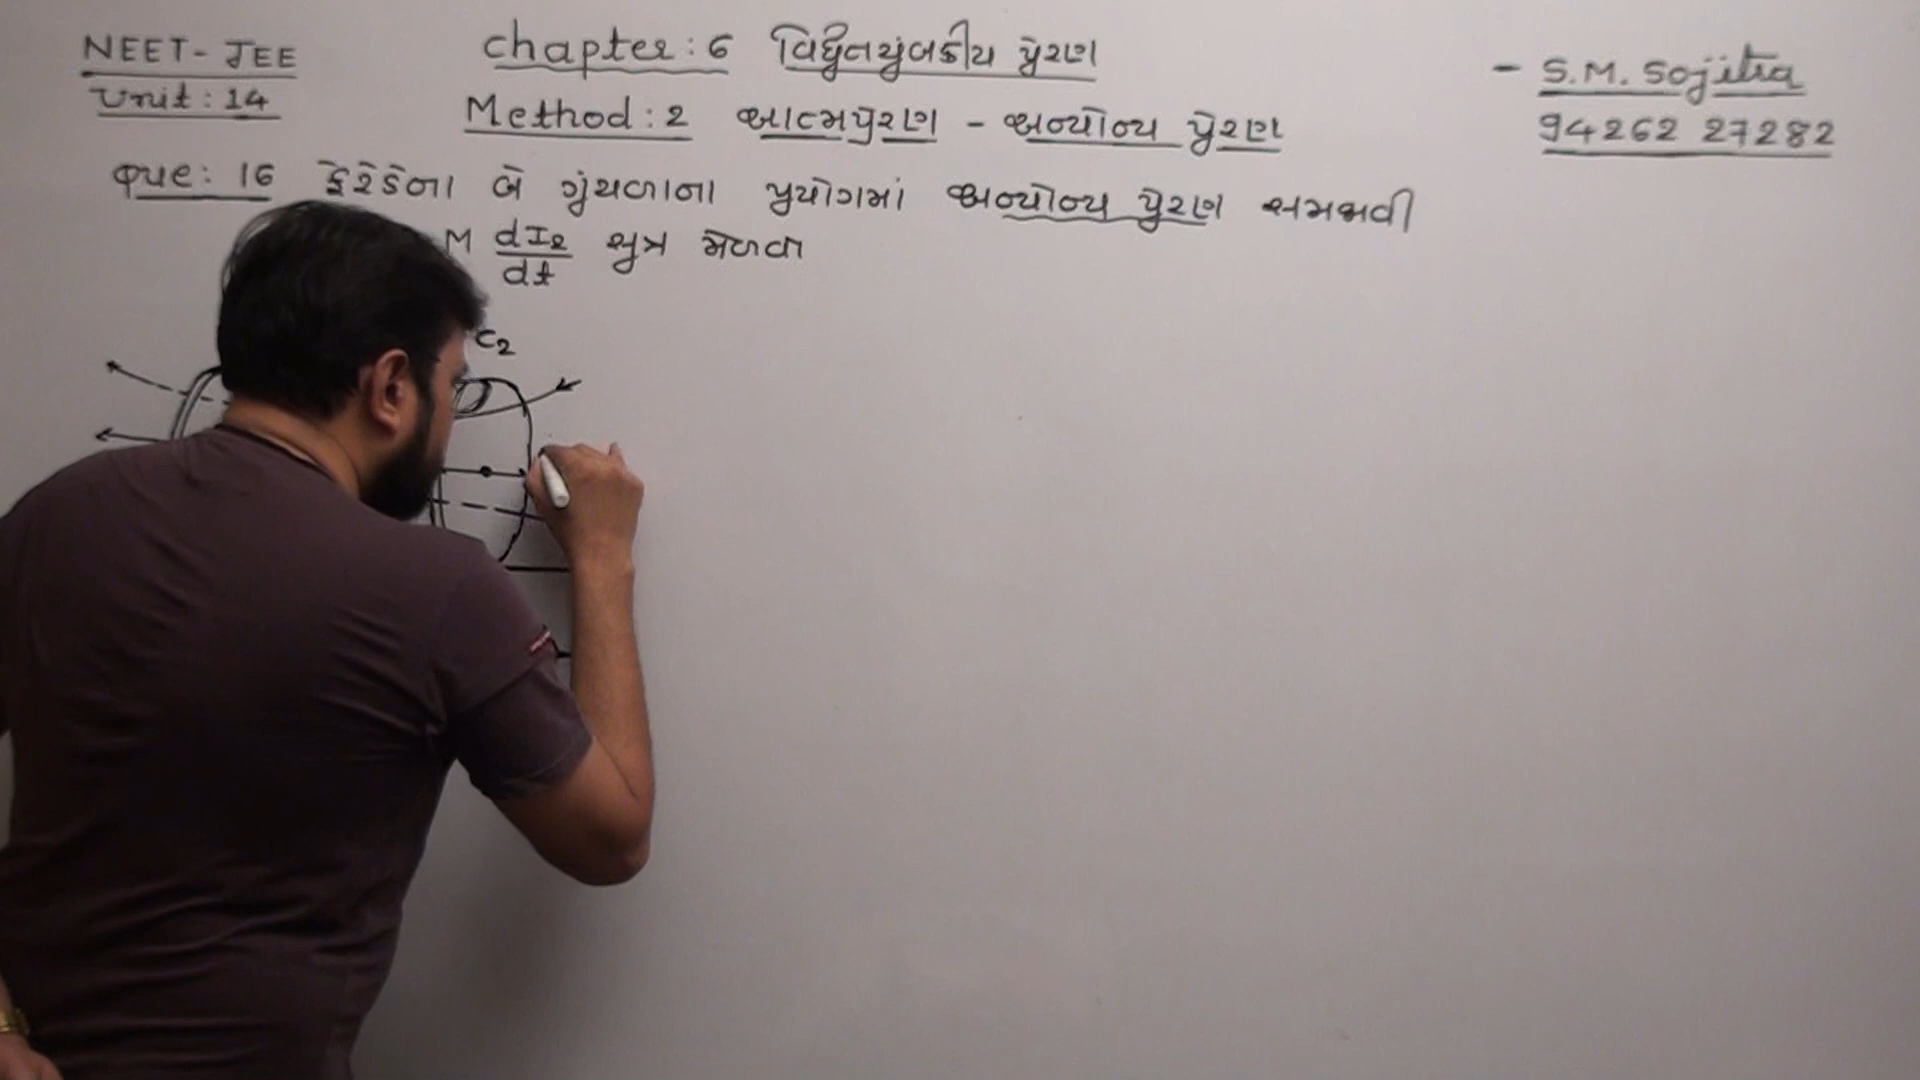 NEET - JEE
Unit : 14
chapter : 6 વિદ્યુતચુંબકીય પ્રેરણ
Method : 2 આત્મપ્રેરણ - અન્યોન્ય પ્રેરણ
- S.M. Sojitra
94262 27282
પ્રશ્ન : 16 ફેરેડેના બે ગૂંચળાના પ્રયોગમાં અન્યોન્ય પ્રેરણ સમજાવી
M dI₂/dt સૂત્ર મેળવો
C₂